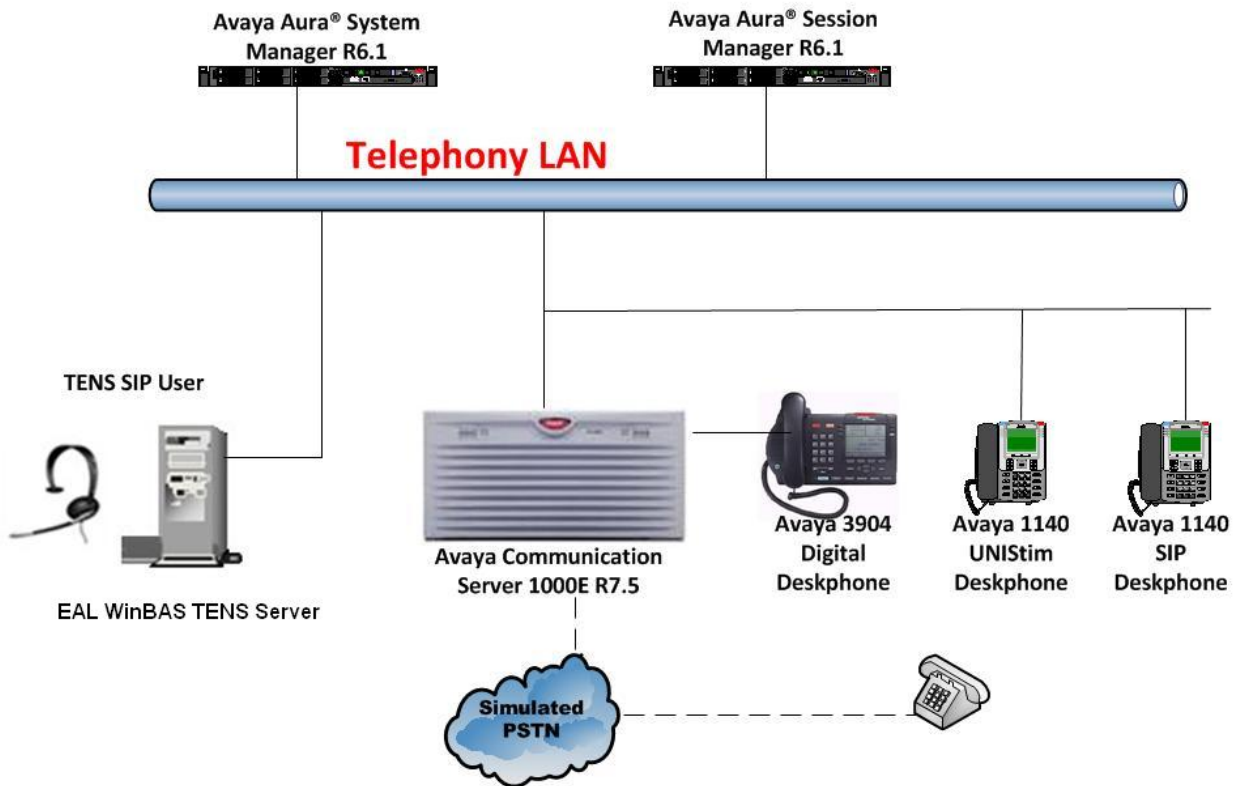 Avaya Aura® System
Manager R6.1
Avaya Aura® Session
Manager R6.1
Telephony LAN
TENS SIP User
EAL WinBAS TENS Server
Avaya Communication
Server 1000E R7.5
Avaya 3904
Digital
Deskphone
Avaya 1140
UNIStim
Deskphone
Avaya 1140
SIP
Deskphone
Simulated
PSTN